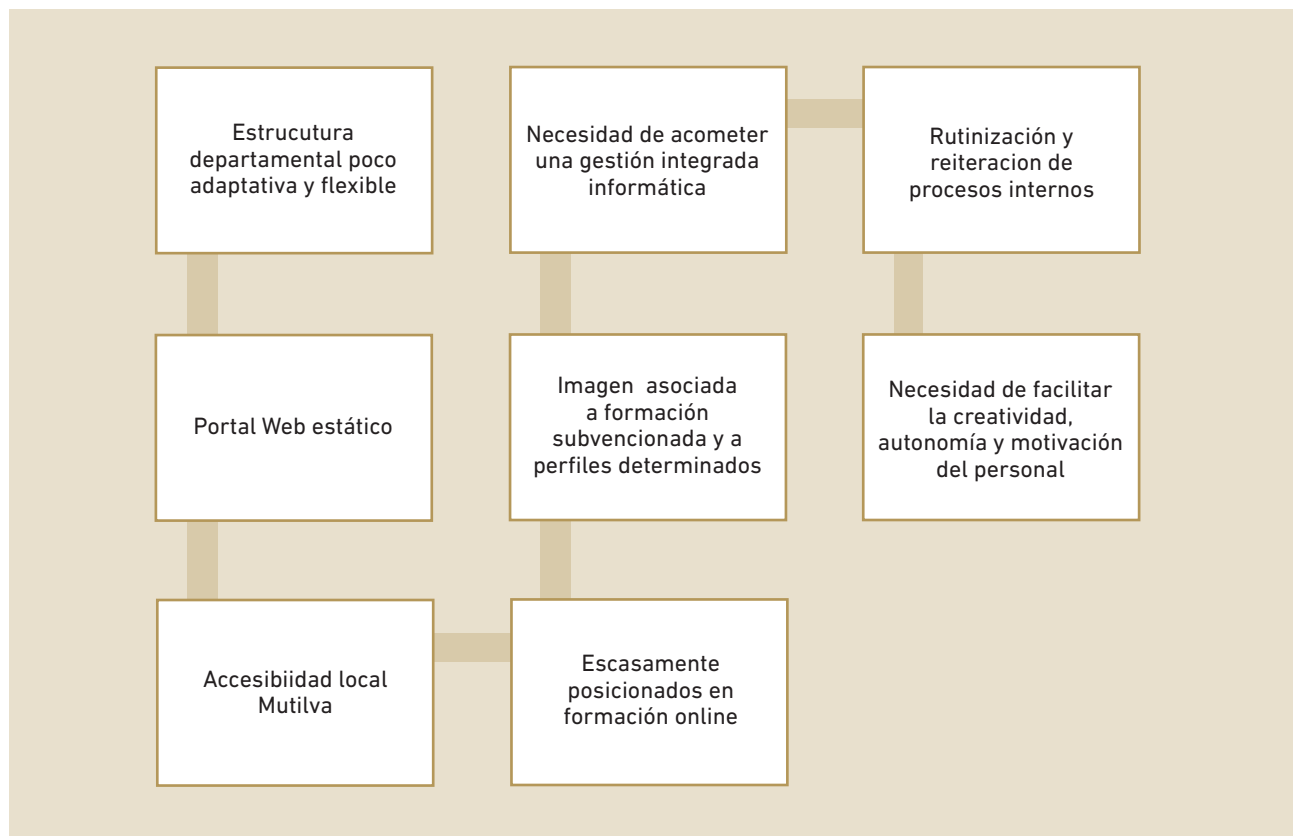 Estrucutura
departamental poco
adaptativa y flexible
Portal Web estático
Accesibiidad local
Mutilva
Escasamente
posicionados en
formación online
Imagen asociada
a formación
subvencionada y a
perfiles determinados
Necesidad de acometer
una gestión integrada
informática
Rutinización y
reiteracion de
procesos internos
Necesidad de facilitar
la creatividad,
autonomía y motivación
del personal